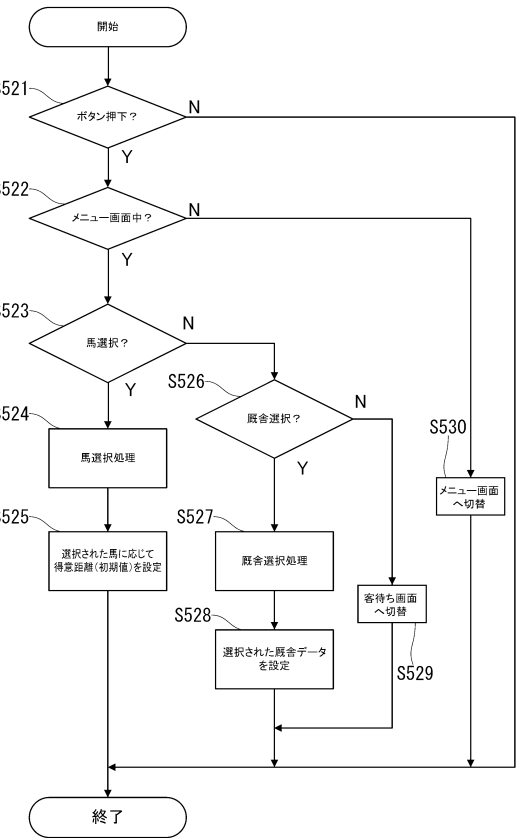 開始
S521
ボタン押下？
N
Y
S522
メニュー画面中？
N
Y
S523
馬選択？
N
Y
S526
厩舎選択？
N
Y
S524
馬選択処理
S530
メニュー画面
へ切替
S525
選択された馬に応じて
得意距離(初期値)を設定
S527
厩舎選択処理
客待ち画面
へ切替
S529
S528
選択された厩舎データ
を設定
終了